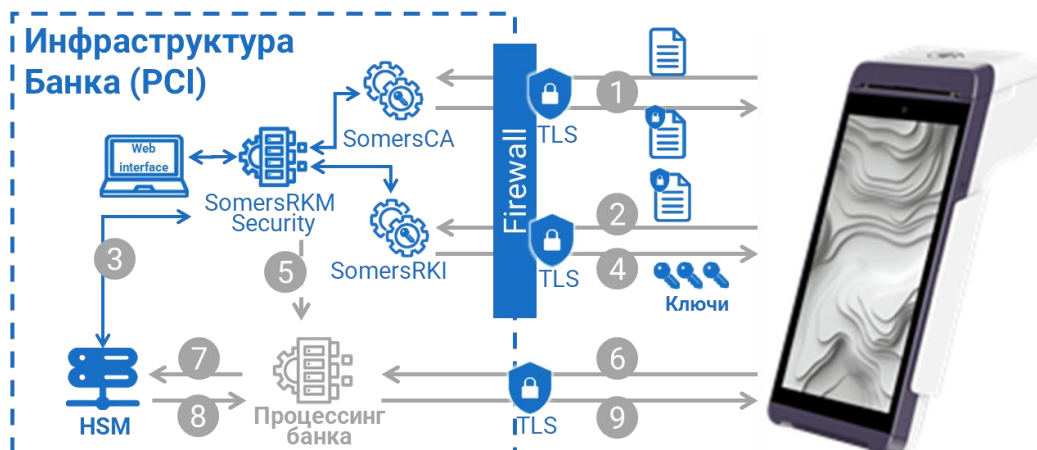 Инфраструктура
Банка (PCI)
1
SomersCA
TLS
Web
interface
Firewall
SomersRKM
Security
2
3
5
SomersRKI
TLS
4
Ключи
7
6
8
Процессинг
банка
9
HSM
TLS